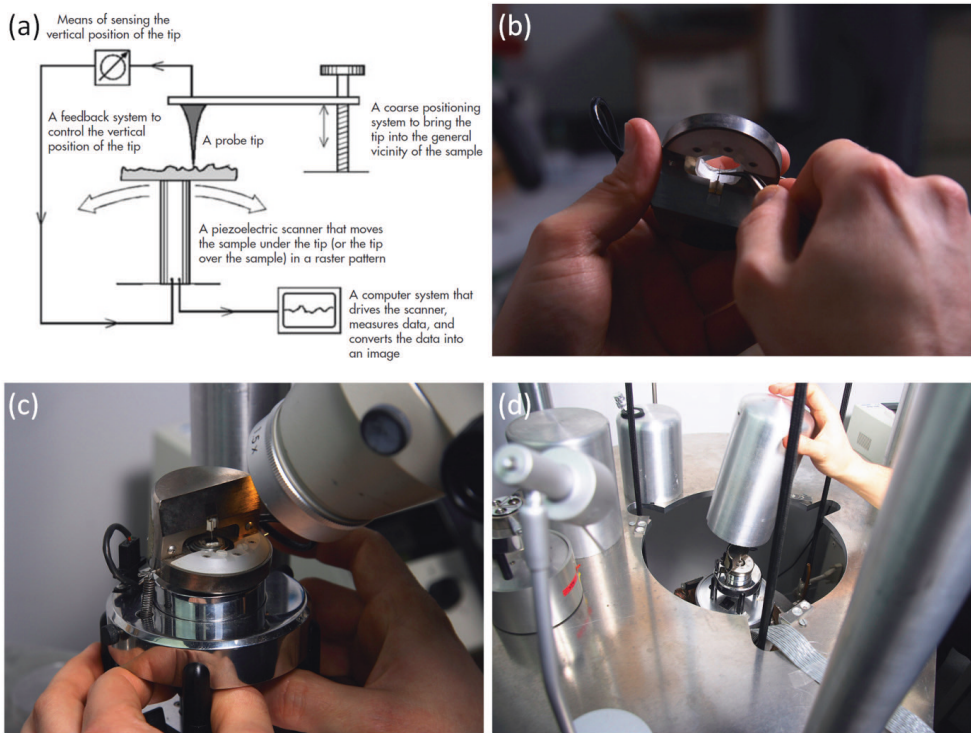 (a)
Means of sensing the
vertical position of the tip
A feedback system to
control the vertical
position of the tip
A probe tip
A coarse positioning
system to bring the
tip into the general
vicinity of the sample
A piezoelectric scanner that moves
the sample under the tip (or the tip
over the sample) in a raster pattern
A computer system that
drives the scanner,
measures data, and
converts the data into
an image
(b)
(c)
1.5×
(d)